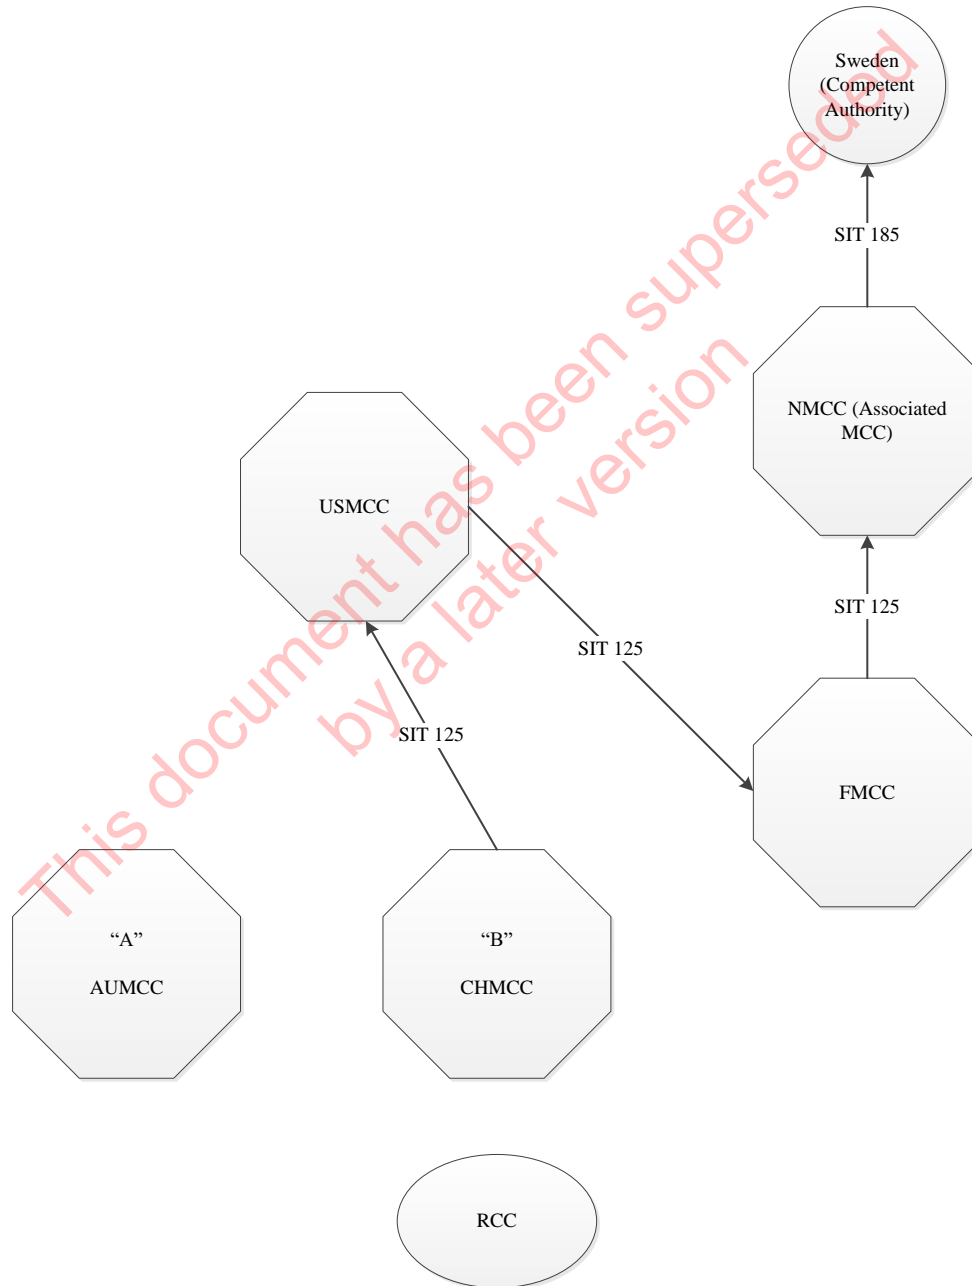 Sweden
(Competent
Authority)
SIT 185
NMCC (Associated
MCC)
USMCC
SIT 125
SIT 125
FMCC
SIT 125
“A”
AUMCC
“B”
CHMCC
RCC
This document has been superseded
by a later version